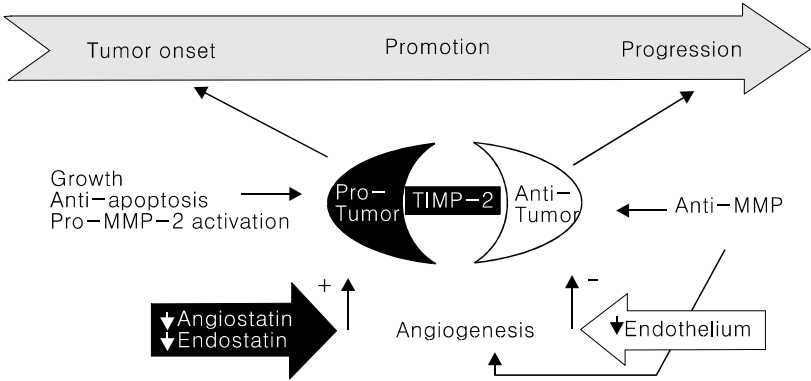 Tumor onset Promotion Progression
Growth
Anti-apoptosis
Pro-MMP-2 activation
Pro-
Tumor
TIMP-2
Anti-
Tumor
Anti-MMP
+
-
Angiostatin
Endostatin
Angiogenesis
Endothelium